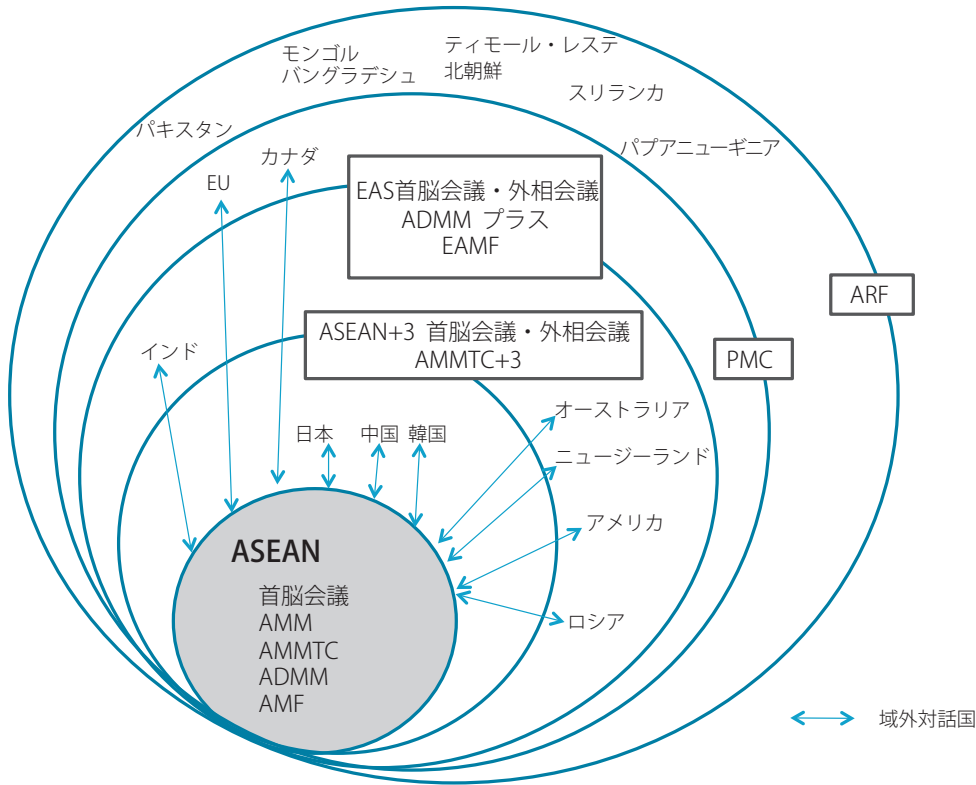 モンゴル
バングラデシュ
ティモール・レステ
北朝鮮
スリランカ
パキスタン
パプアニューギニア
カナダ
EU
EAS首脳会議・外相会議
ADMM プラス
EAMF
ARF
ASEAN+3 首脳会議・外相会議
AMMTC+3
PMC
インド
日本
中国
韓国
オーストラリア
ニュージーランド
アメリカ
ロシア
ASEAN
首脳会議
AMM
AMMTC
ADMM
AMF
域外対話国